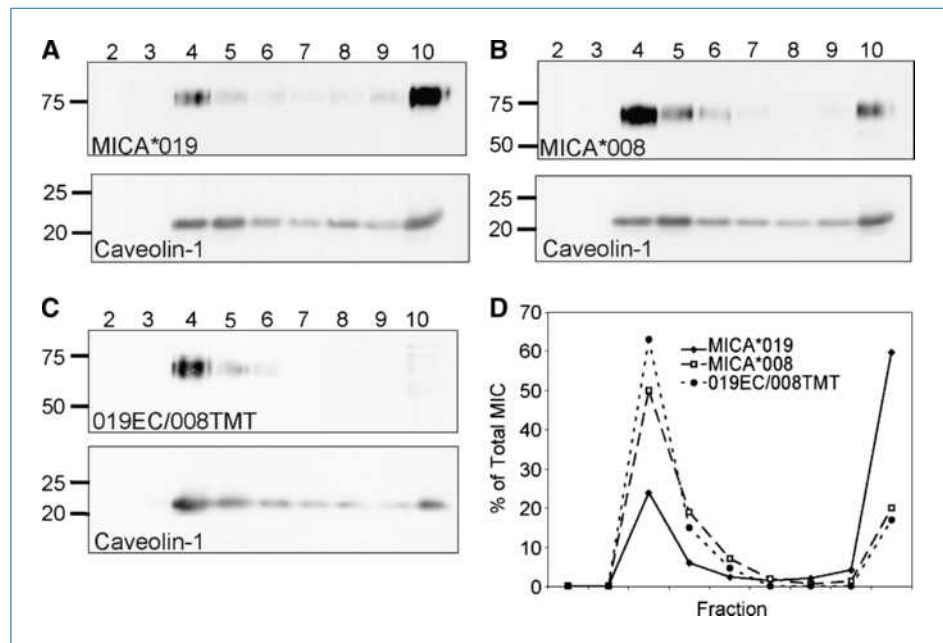 A
2 3 4 5 6 7 8 9 10
75
MICA*019
25
20
Caveolin-1
B
2 3 4 5 6 7 8 9 10
75
50
MICA*008
25
20
Caveolin-1
C
2 3 4 5 6 7 8 9 10
75
50
019EC/008TMT
25
20
Caveolin-1
D
70
60
50
40
30
20
10
0
% of Total MIC
MICA*019
MICA*008
019EC/008TMT
Fraction